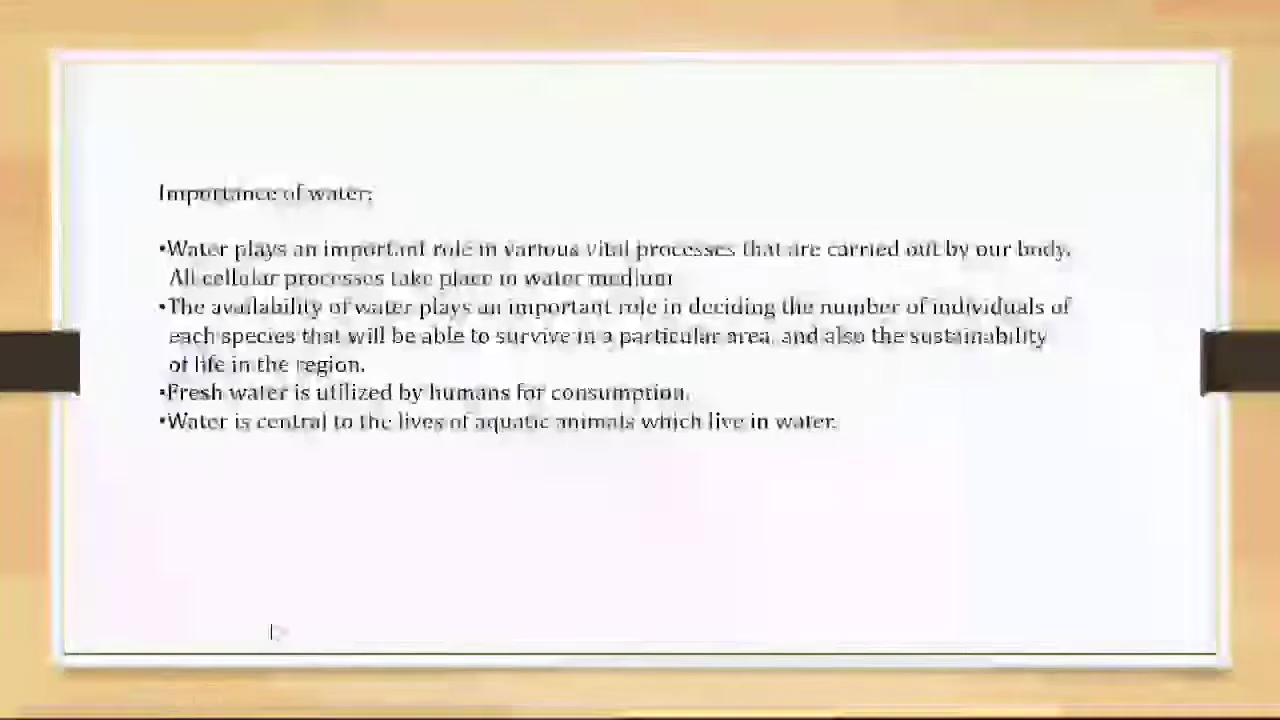 Importance of water:
•Water plays an important role in various vital processes that are carried out by our body.
All cellular processes take place in water medium
•The availability of water plays an important role in deciding the number of individuals of
each species that will be able to survive in a particular area, and also the sustainability
of life in the region.
•Fresh water is utilized by humans for consumption.
•Water is central to the lives of aquatic animals which live in water.